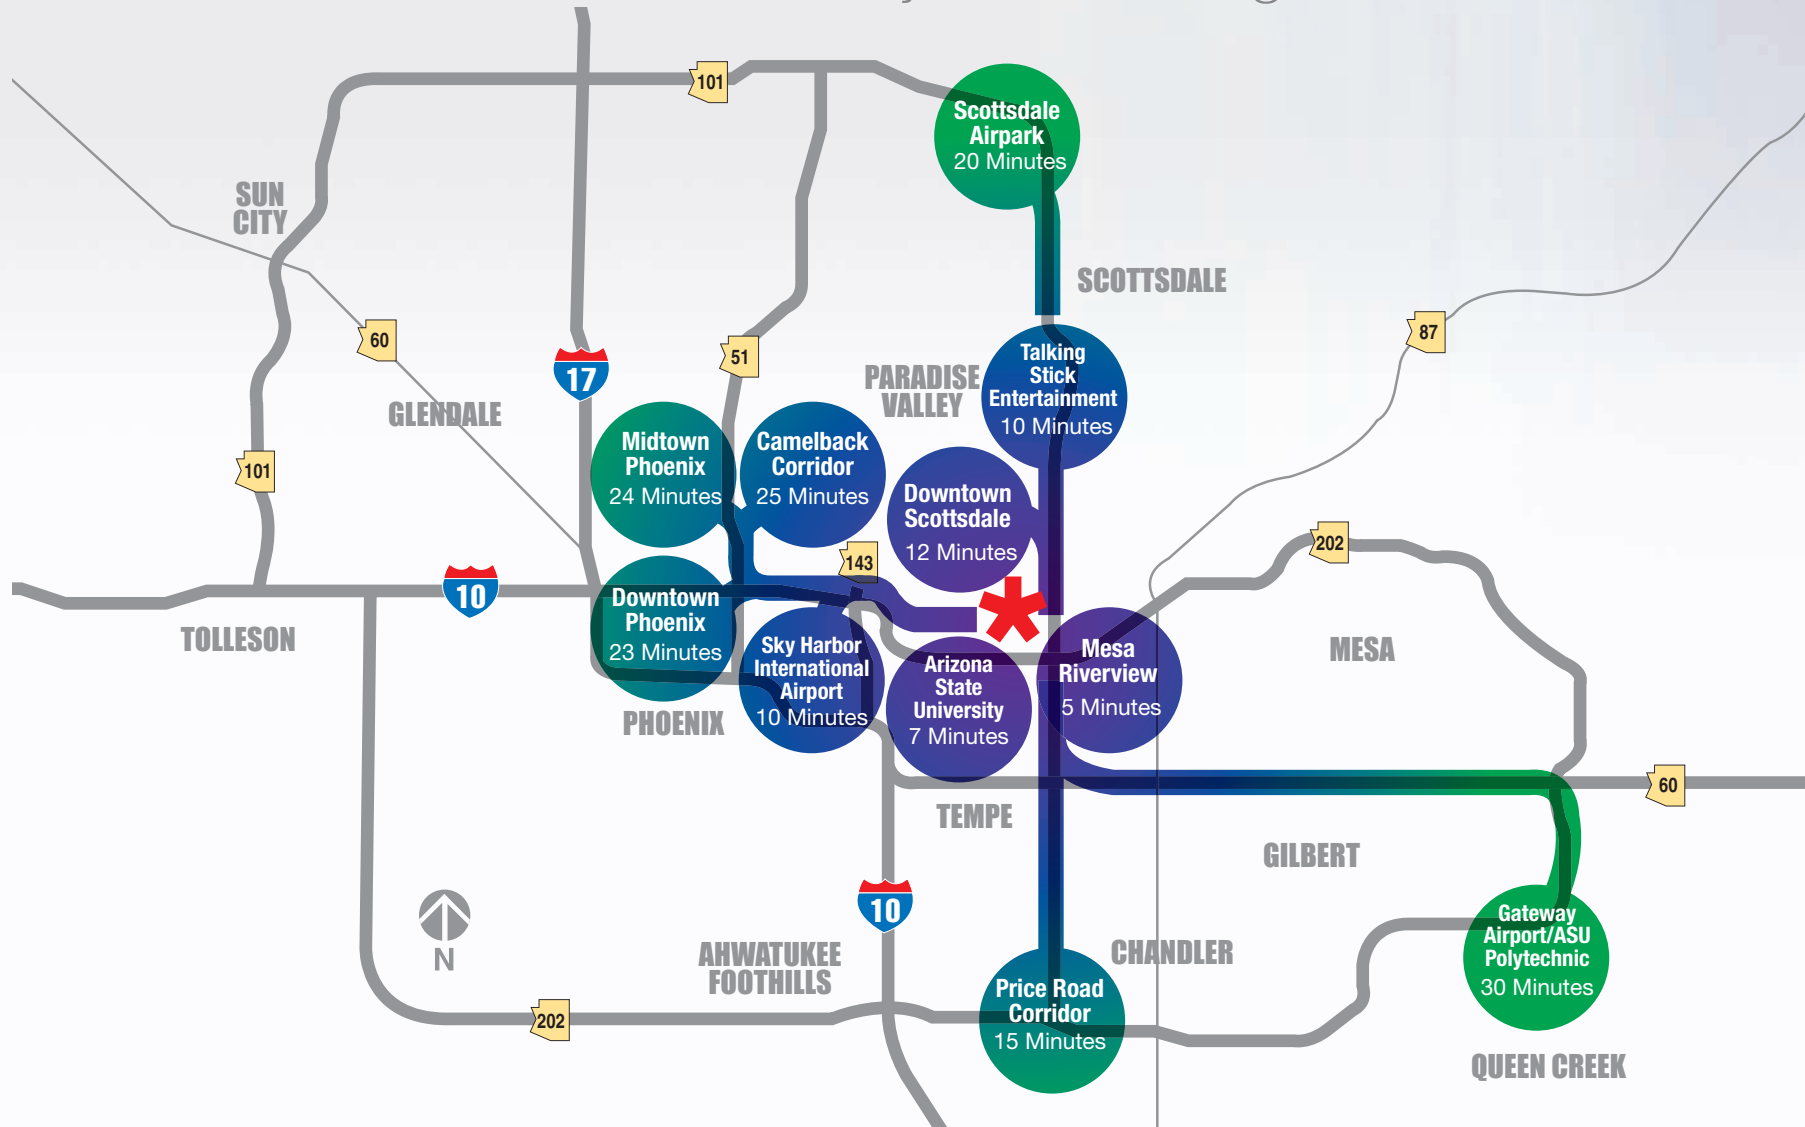 101
Scottsdale
Airpark
20 Minutes
SUN
CITY
SCOTTSDALE
60
17
51
87
Talking
Stick
Entertainment
10 Minutes
PARADISE
VALLEY
GLENDALE
Midtown
Phoenix
24 Minutes
Camelback
Corridor
25 Minutes
101
Downtown
Scottsdale
12 Minutes
202
143
10
Downtown
Phoenix
23 Minutes
TOLLESON
Sky Harbor
International
Airport
10 Minutes
Arizona
State
University
7 Minutes
Mesa
Riverview
5 Minutes
MESA
PHOENIX
60
TEMPE
GILBERT
10
N
AHWATUKEE
FOOTHILLS
CHANDLER
Gateway
Airport/ASU
Polytechnic
30 Minutes
Price Road
Corridor
15 Minutes
202
QUEEN CREEK